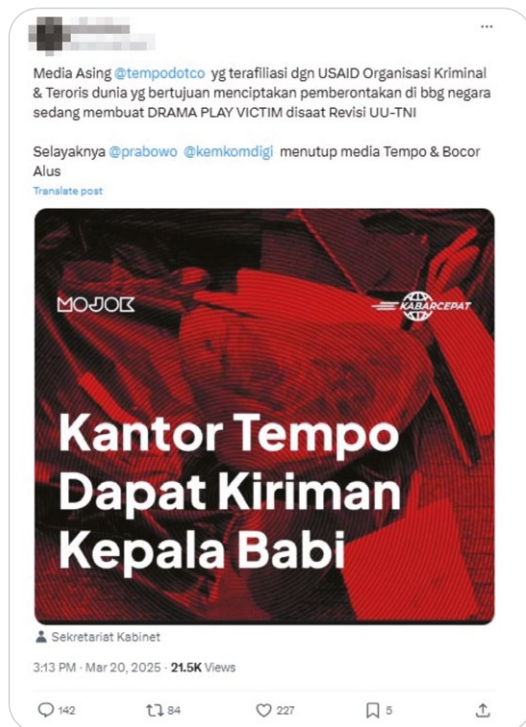 Media Asing @tempodotco yg terafiliasi dgn USAID Organisasi Kriminal
& Teroris dunia yg bertujuan menciptakan pemberontakan di bbg negara
sedang membuat DRAMA PLAY VICTIM disaat Revisi UU-TNI
Selayaknya @prabowo @kemkomdigi menutup media Tempo & Bocor
Alus
Translate post
MOJOK
KABARCEPAT
Kantor Tempo
Dapat Kiriman
Kepala Babi
Sekretariat Kabinet
3:13 PM · Mar 20, 2025 · 21.5K Views
142 84 227 5